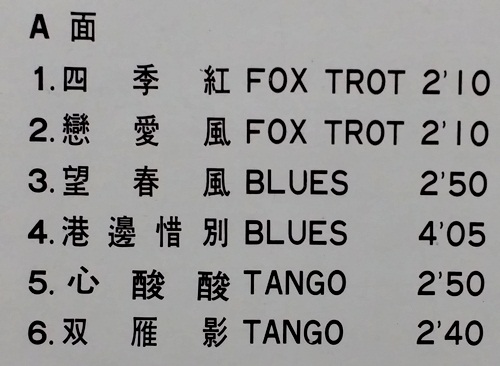 A 面
1. 四季紅 FOX TROT 2'10
2. 戀愛風 FOX TROT 2'10
3. 望春風 BLUES 2'50
4. 港邊惜別 BLUES 4'05
5. 心酸酸 TANGO 2'50
6. 双雁影 TANGO 2'40